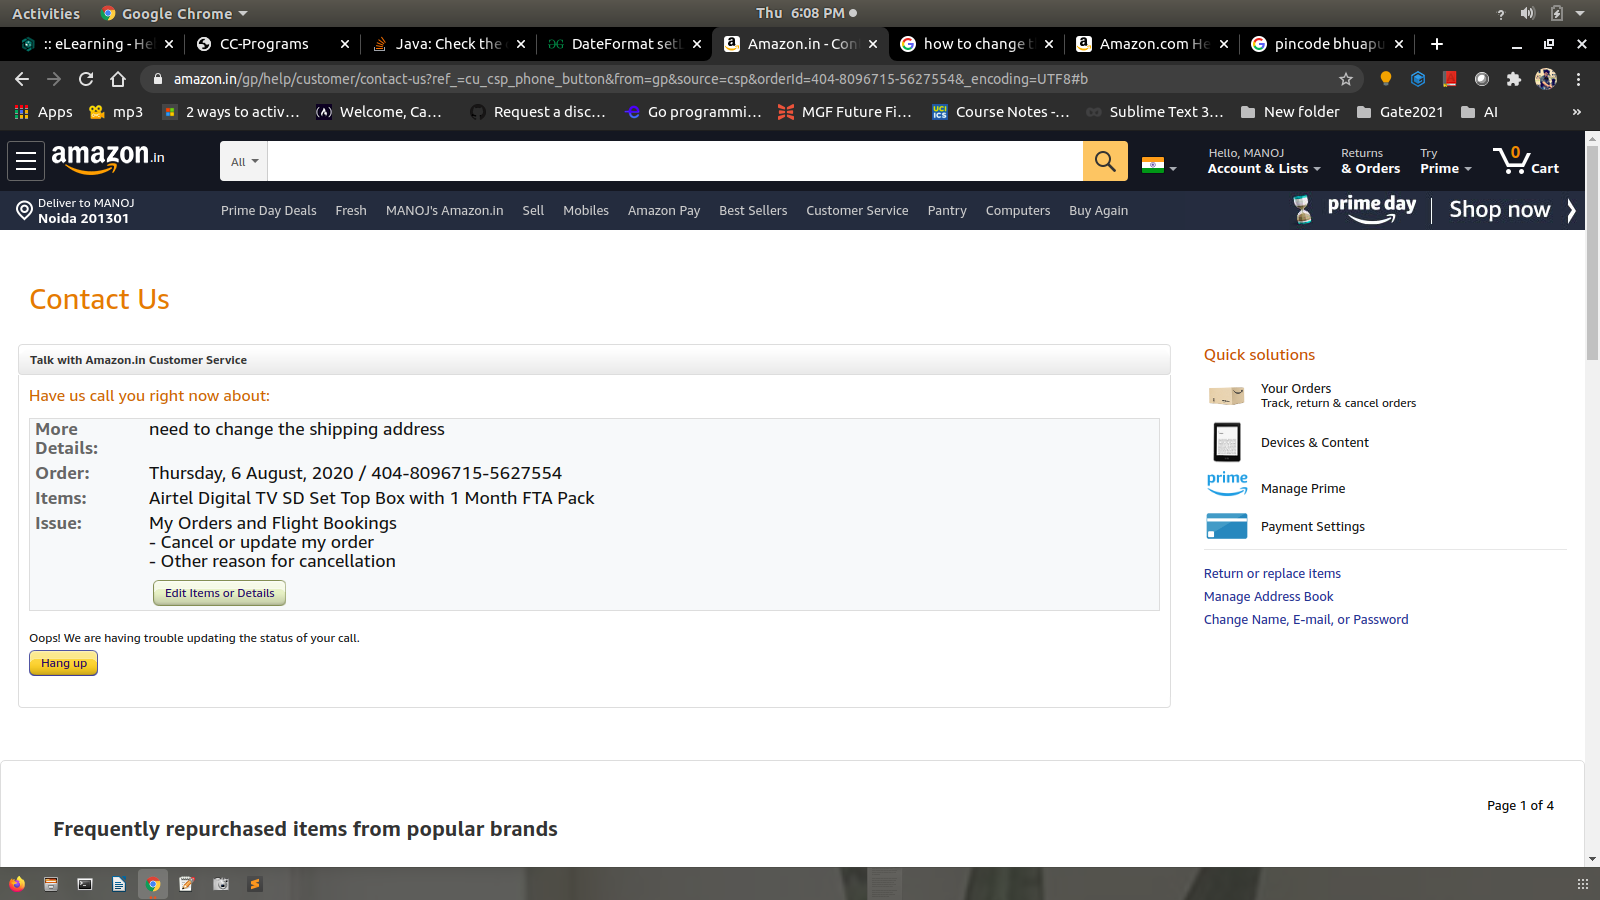 Activities Google Chrome Thu 6:08 PM
:: eLearning - He CC-Programs Java: Check the DateFormat setL Amazon.in - Con how to change t Amazon.com He pincode bhuapu
amazon.in/gp/help/customer/contact-us?ref_=cu_csp_phone_button&from=gp&source=csp&orderId=404-8096715-5627554&_encoding=UTF8#b
Apps mp3 2 ways to activ... Welcome, Ca... Request a disc... Go programmi... MGF Future Fi... UCI ICS Course Notes -... Sublime Text 3... New folder Gate2021 AI »
amazon.in All Hello, MANOJ Returns Try 0
Account & Lists & Orders Prime Cart
Deliver to MANOJ
Noida 201301 Prime Day Deals Fresh MANOJ's Amazon.in Sell Mobiles Amazon Pay Best Sellers Customer Service Pantry Computers Buy Again prime day Shop now
Contact Us
Talk with Amazon.in Customer Service
Have us call you right now about:
More Details: need to change the shipping address
Order: Thursday, 6 August, 2020 / 404-8096715-5627554
Items: Airtel Digital TV SD Set Top Box with 1 Month FTA Pack
Issue: My Orders and Flight Bookings
- Cancel or update my order
- Other reason for cancellation
Edit Items or Details
Oops! We are having trouble updating the status of your call.
Hang up
Quick solutions
Your Orders
Track, return & cancel orders
Devices & Content
prime Manage Prime
Payment Settings
Return or replace items
Manage Address Book
Change Name, E-mail, or Password
Page 1 of 4
Frequently repurchased items from popular brands